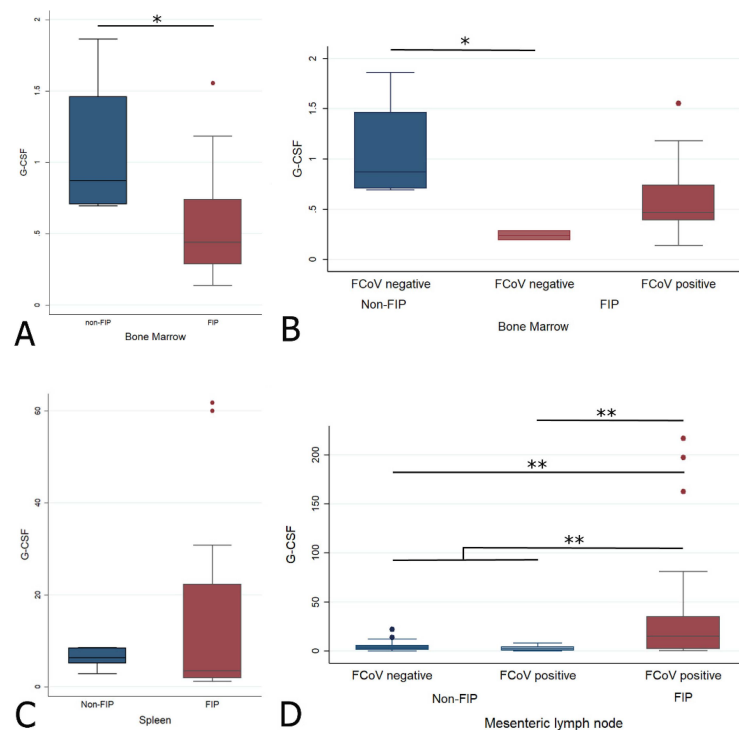 *
2
1.5
1
.5
0
G-CSF
non-FIP FIP
Bone Marrow
A
*
2
1.5
1
.5
0
G-CSF
FCoV negative FCoV negative FCoV positive
Non-FIP FIP
Bone Marrow
B
60
40
20
0
G-CSF
Non-FIP FIP
Spleen
C
**
**
**
200
150
100
50
0
G-CSF
FCoV negative FCoV positive FCoV positive
Non-FIP FIP
Mesenteric lymph node
D